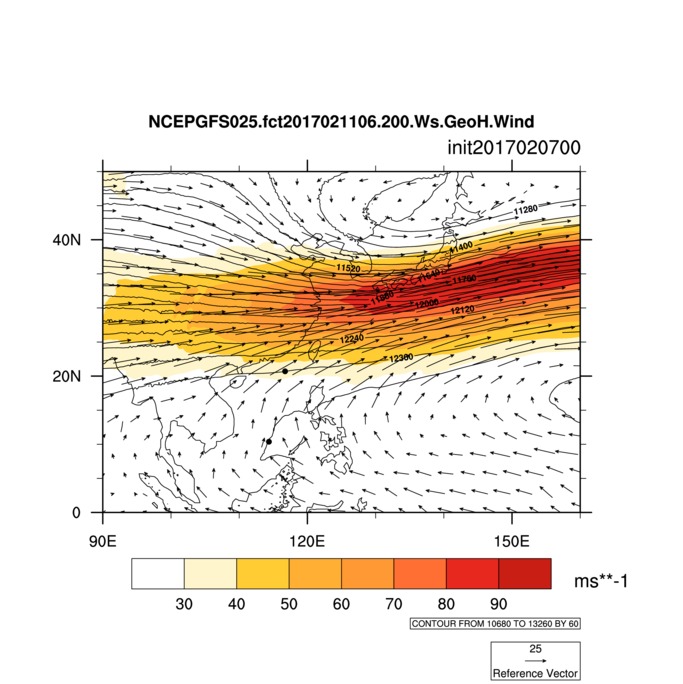 NCEPGFS025.fct2017021106.200.Ws.GeoH.Wind
init2017020700
11280
40N
11400
11520
11640
11760
11880
12000
12120
12240
12360
20N
0
90E 120E 150E
ms**-1
30 40 50 60 70 80 90
CONTOUR FROM 10680 TO 13260 BY 60
25
Reference Vector